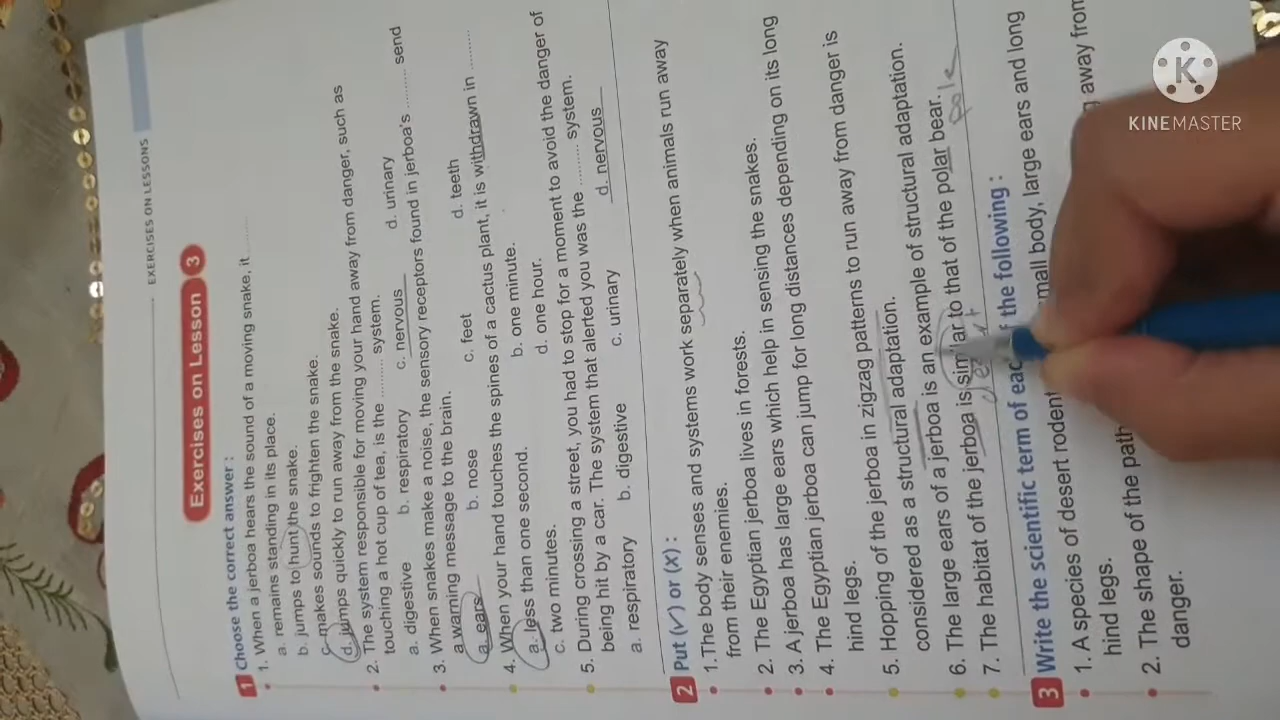 EXERCISES ON LESSONS
Exercises on Lesson 3
1 Choose the correct answer :
1. When a jerboa hears the sound of a moving snake, it ........
a. remains standing in its place.
b. jumps to hunt the snake.
c. makes sounds to frighten the snake.
d. jumps quickly to run away from the snake.
2. The system responsible for moving your hand away from danger, such as
touching a hot cup of tea, is the .......... system.
a. digestive b. respiratory c. nervous d. urinary
3. When snakes make a noise, the sensory receptors found in jerboa's .......... send
a warning message to the brain.
a. ears b. nose c. feet d. teeth
4. When your hand touches the spines of a cactus plant, it is withdrawn in ..........
a. less than one second. b. one minute.
c. two minutes. d. one hour.
5. During crossing a street, you had to stop for a moment to avoid the danger of
being hit by a car. The system that alerted you was the .......... system.
a. respiratory b. digestive c. urinary d. nervous
2 Put (✓) or (x) :
1. The body senses and systems work separately when animals run away
from their enemies.
2. The Egyptian jerboa lives in forests.
3. A jerboa has large ears which help in sensing the snakes.
4. The Egyptian jerboa can jump for long distances depending on its long
hind legs.
5. Hopping of the jerboa in zigzag patterns to run away from danger is
considered as a structural adaptation.
6. The large ears of a jerboa is an example of structural adaptation.
7. The habitat of the jerboa is similar to that of the polar bear.
pole
3 Write the scientific term of the following :
1. A species of desert rodent small body, large ears and long
hind legs.
2. The shape of the path away from
danger.
K
KINEMASTER